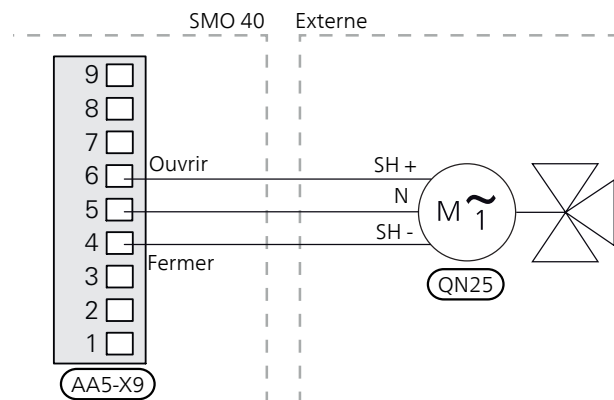 SMO 40 Externe
9
8
7
6 Ouvrir SH +
5 N
4 SH -
Fermer
3
2
1
M ~ 1
QN25
AA5-X9